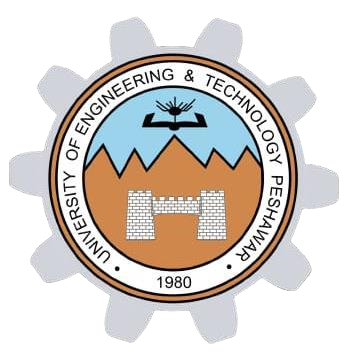 UNIVERSITY OF ENGINEERING & TECHNOLOGY PESHAWAR
1980